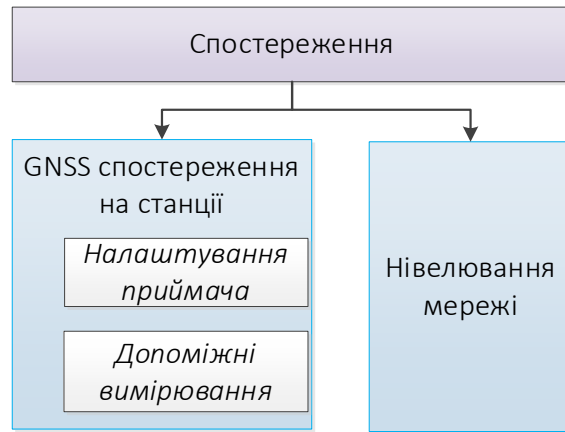 Спостереження
GNSS спостереження
на станції
Налаштування
приймача
Допоміжні
вимірювання
Нівелювання
мережі